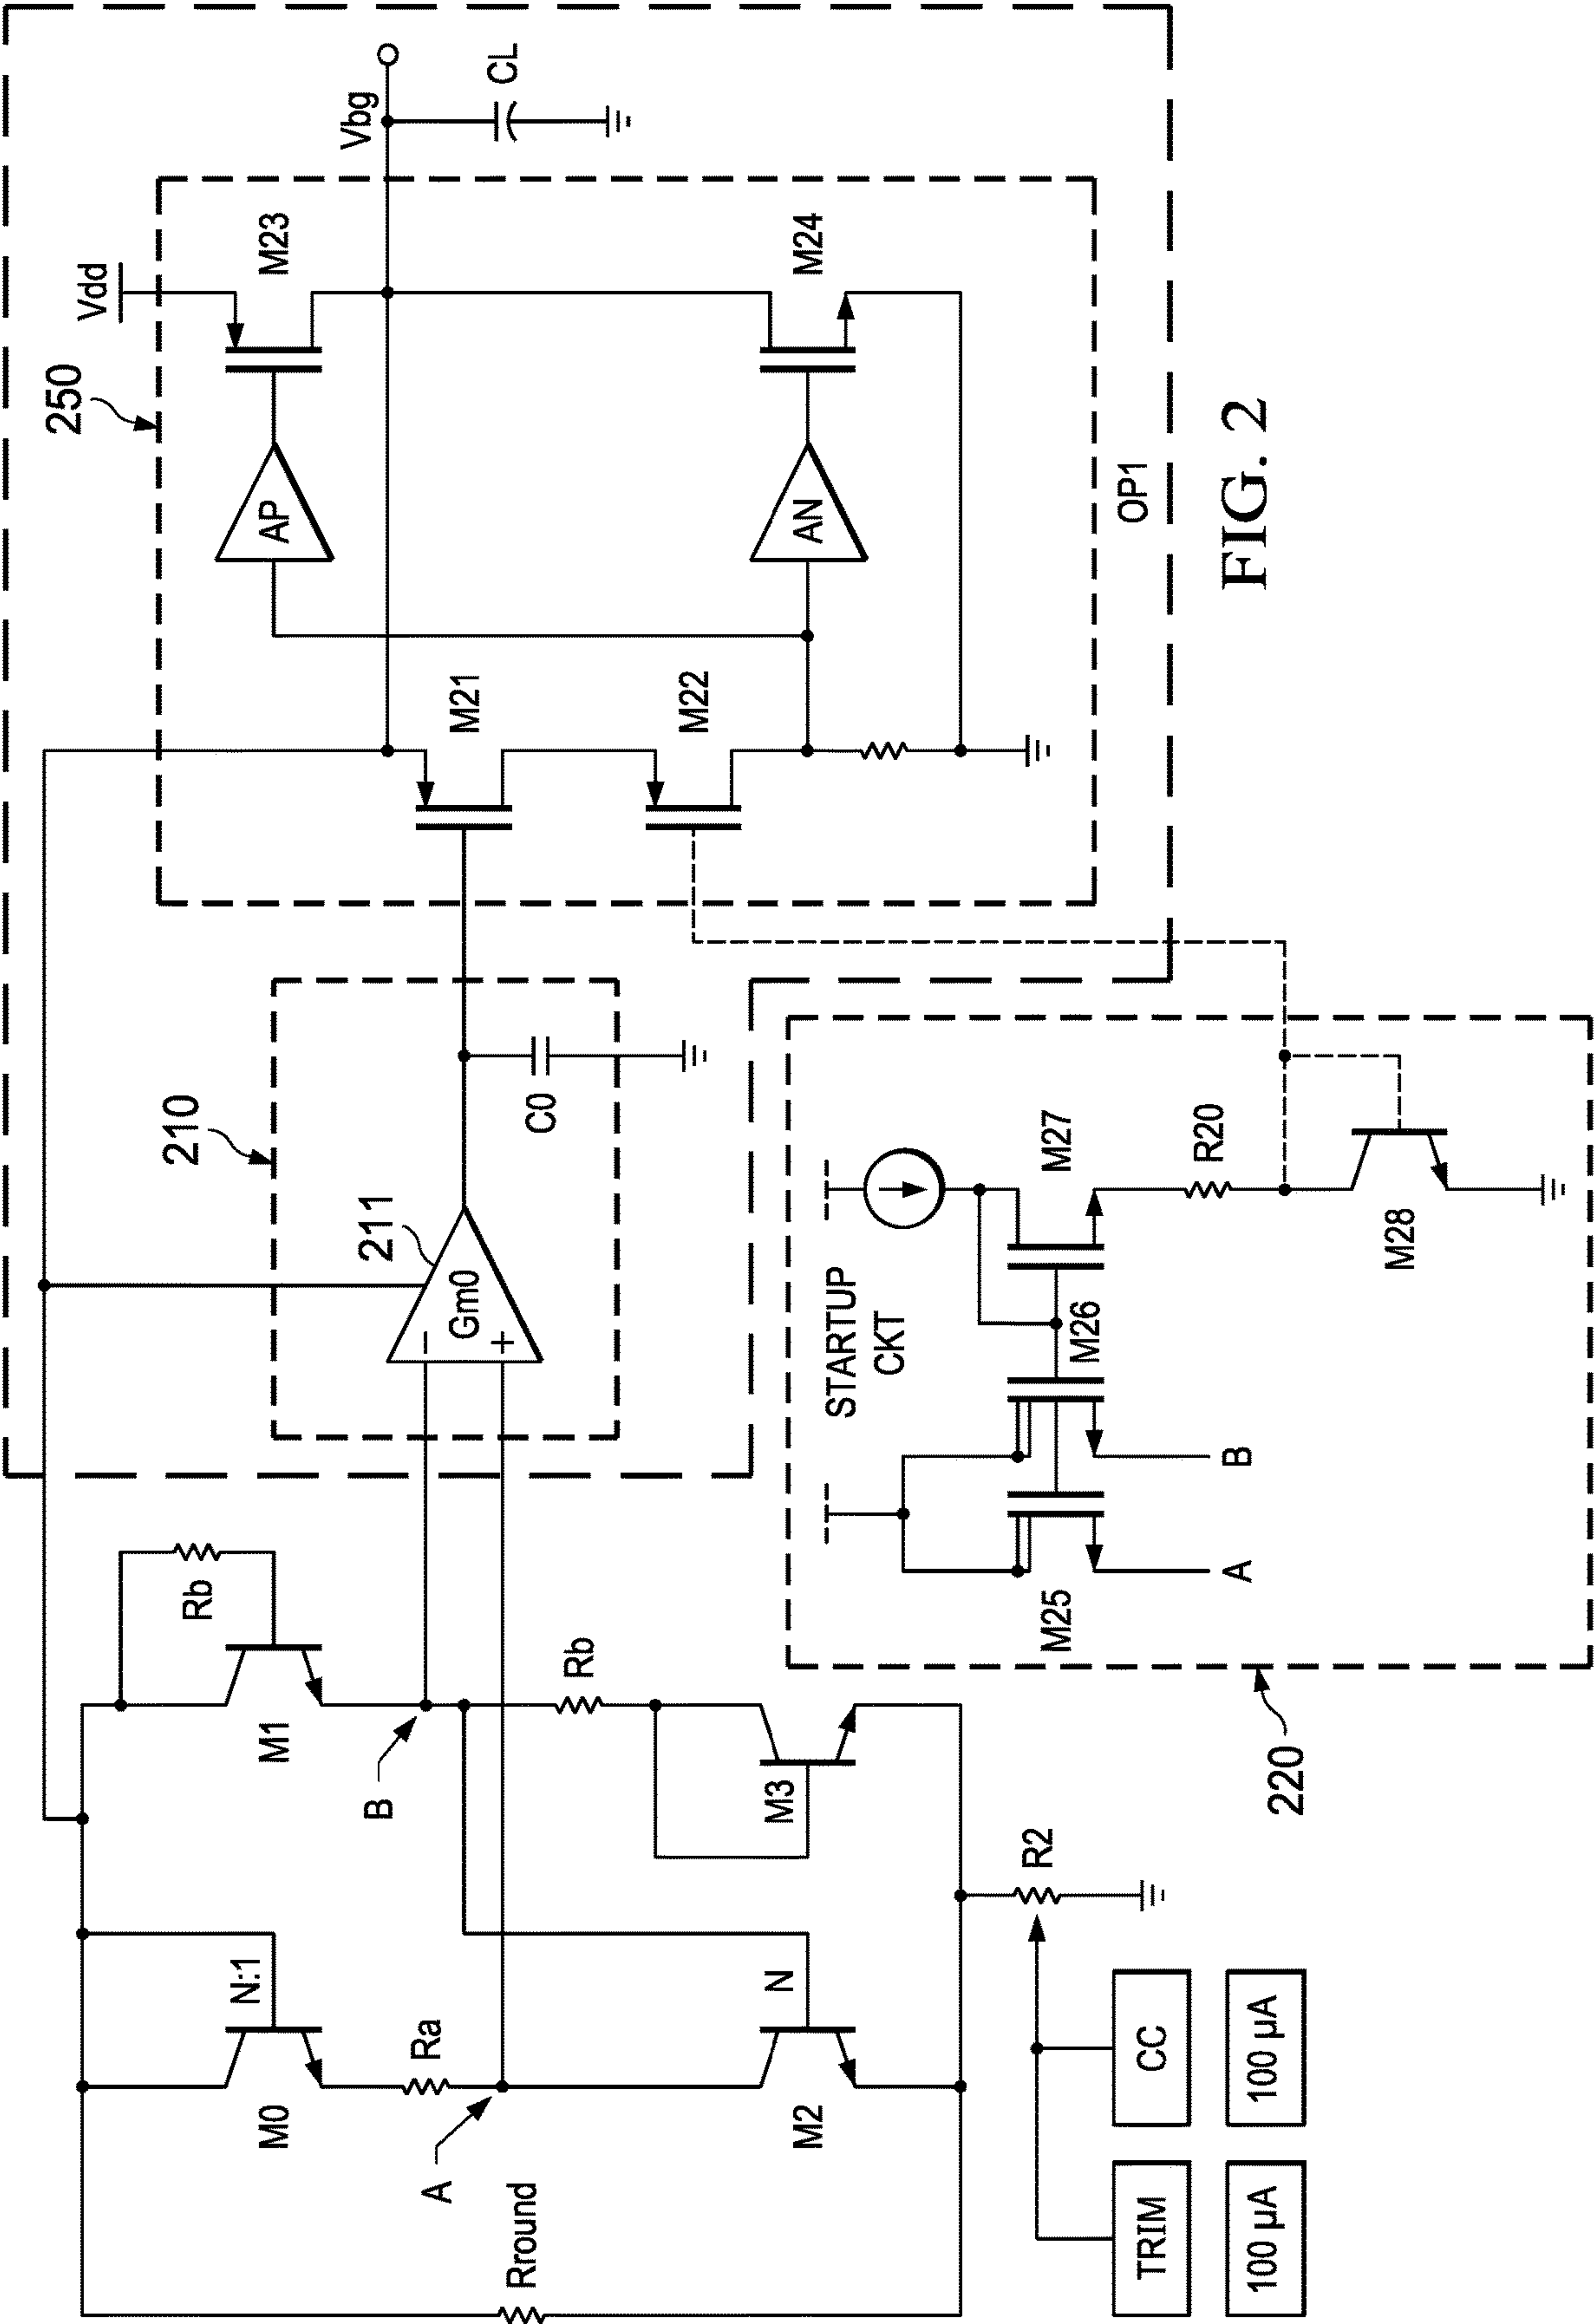 Vdd
250
M23
Vbg
CL
AP
M21
M22
AN
M24
OP1
210
211
Gm0
−
+
C0
STARTUP
CKT
M27
M26
M25
R20
M28
A
B
220
Rb
M1
B
Rb
M3
N:1
M0
Ra
A
N
M2
Rround
R2
CC
TRIM
100 μA
100 μA
FIG. 2